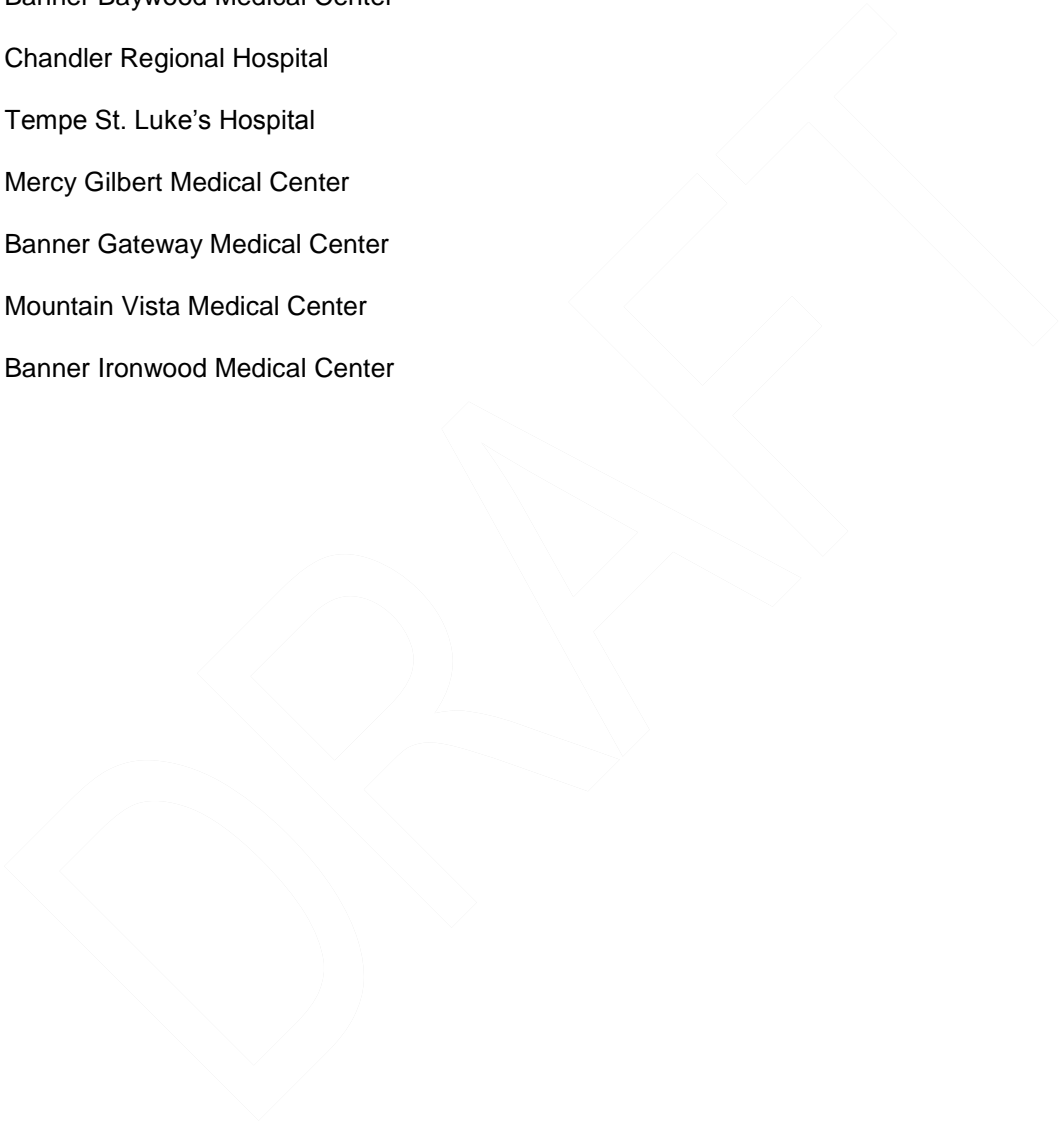 Banner Baywood Medical Center
Chandler Regional Hospital
Tempe St. Luke’s Hospital
Mercy Gilbert Medical Center
Banner Gateway Medical Center
Mountain Vista Medical Center
Banner Ironwood Medical Center
DRAFT